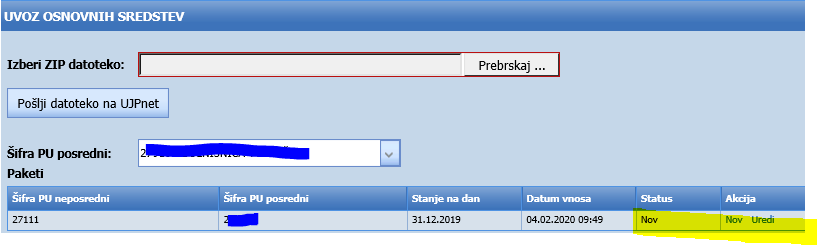 UVOZ OSNOVNIH SREDSTEV
Izberi ZIP datoteko: Prebrskaj ...
Pošlji datoteko na UJPnet
Šifra PU posredni:
Paketi
Šifra PU neposredni Šifra PU posredni Stanje na dan Datum vnosa Status Akcija
27111 31.12.2019 04.02.2020 09:49 Nov Nov Uredi